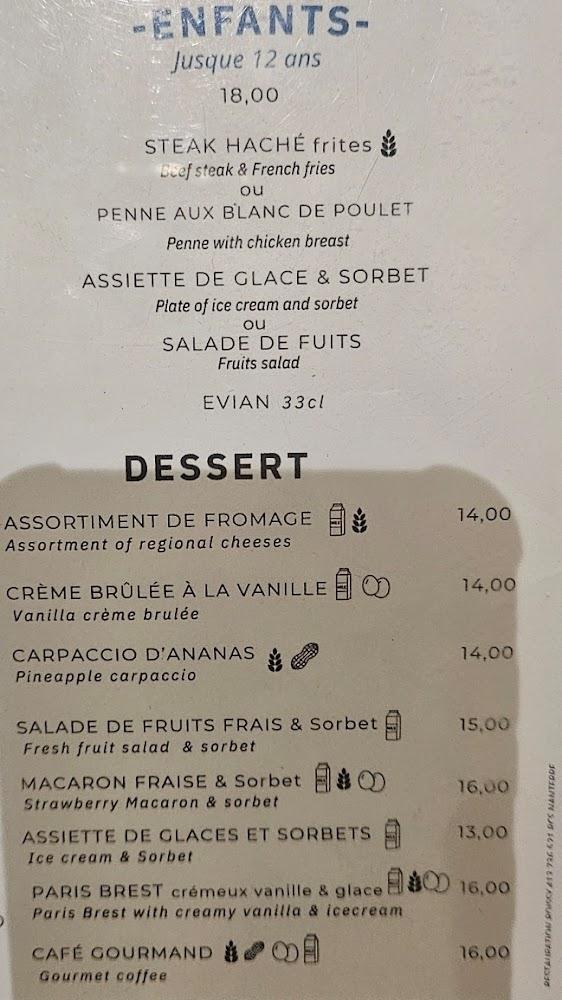 -ENFANTS-
Jusque 12 ans
18,00
STEAK HACHÉ frites
Beef steak & French fries
ou
PENNE AUX BLANC DE POULET
Penne with chicken breast
ASSIETTE DE GLACE & SORBET
Plate of ice cream and sorbet
ou
SALADE DE FUITS
Fruits salad
EVIAN 33cl
DESSERT
ASSORTIMENT DE FROMAGE 14,00
Assortment of regional cheeses
CRÈME BRÛLÉE À LA VANILLE 14,00
Vanilla crème brulée
CARPACCIO D'ANANAS 14,00
Pineapple carpaccio
SALADE DE FRUITS FRAIS & Sorbet 15,00
Fresh fruit salad & sorbet
MACARON FRAISE & Sorbet 16,00
Strawberry Macaron & sorbet
ASSIETTE DE GLACES ET SORBETS 13,00
Ice cream & Sorbet
PARIS BREST crémeux vanille & glace 16,00
Paris Brest with creamy vanilla & icecream
CAFÉ GOURMAND 16,00
Gourmet coffee
RCS NANTERRE